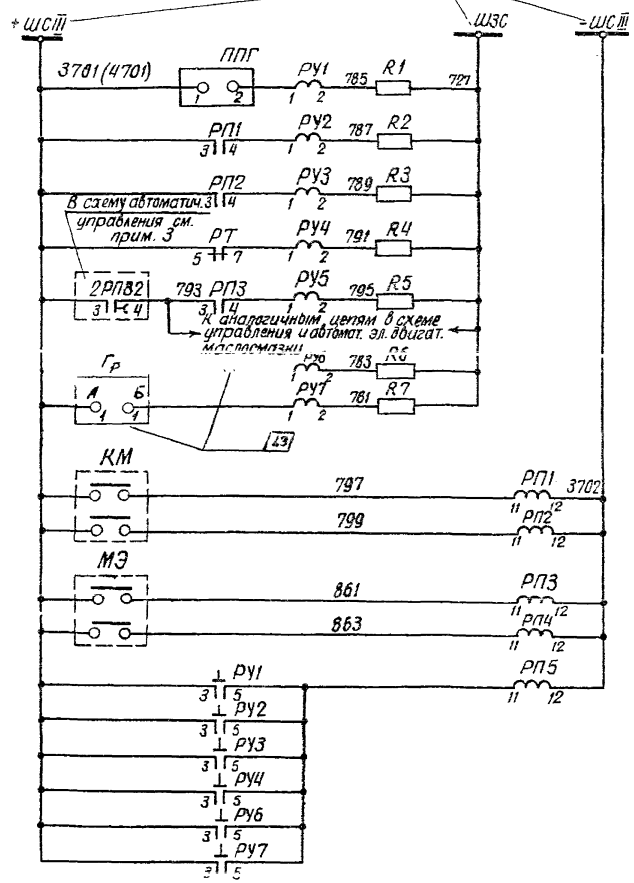 +ШСIII
ШЗС
-ШСIII
3701 (4701)
ППГ
1 2
РУ1
1 2
785
R1
727
РП1
3 4
РУ2
1 2
787
R2
РП2
3 4
РУ3
1 2
789
R3
В схему автоматич.
управления см.
прим. 3
РТ
5 7
РУ4
1 2
791
R4
2РПВ2
3 4
793
РП3
3 4
РУ5
1 2
795
R5
К аналогичным цепям в схеме
управления и автомат. эл. двигат.
маслосмазки
Гр
РУ6
1 2
783
R6
А Б
1 1
РУ7
1 2
781
R7
43
КМ
797
РП1
11 12
3702
799
РП2
11 12
МЭ
861
РП3
11 12
863
РП4
11 12
РУ1
3 5
РП5
11 12
РУ2
3 5
РУ3
3 5
РУ4
3 5
РУ6
3 5
РУ7
3 5